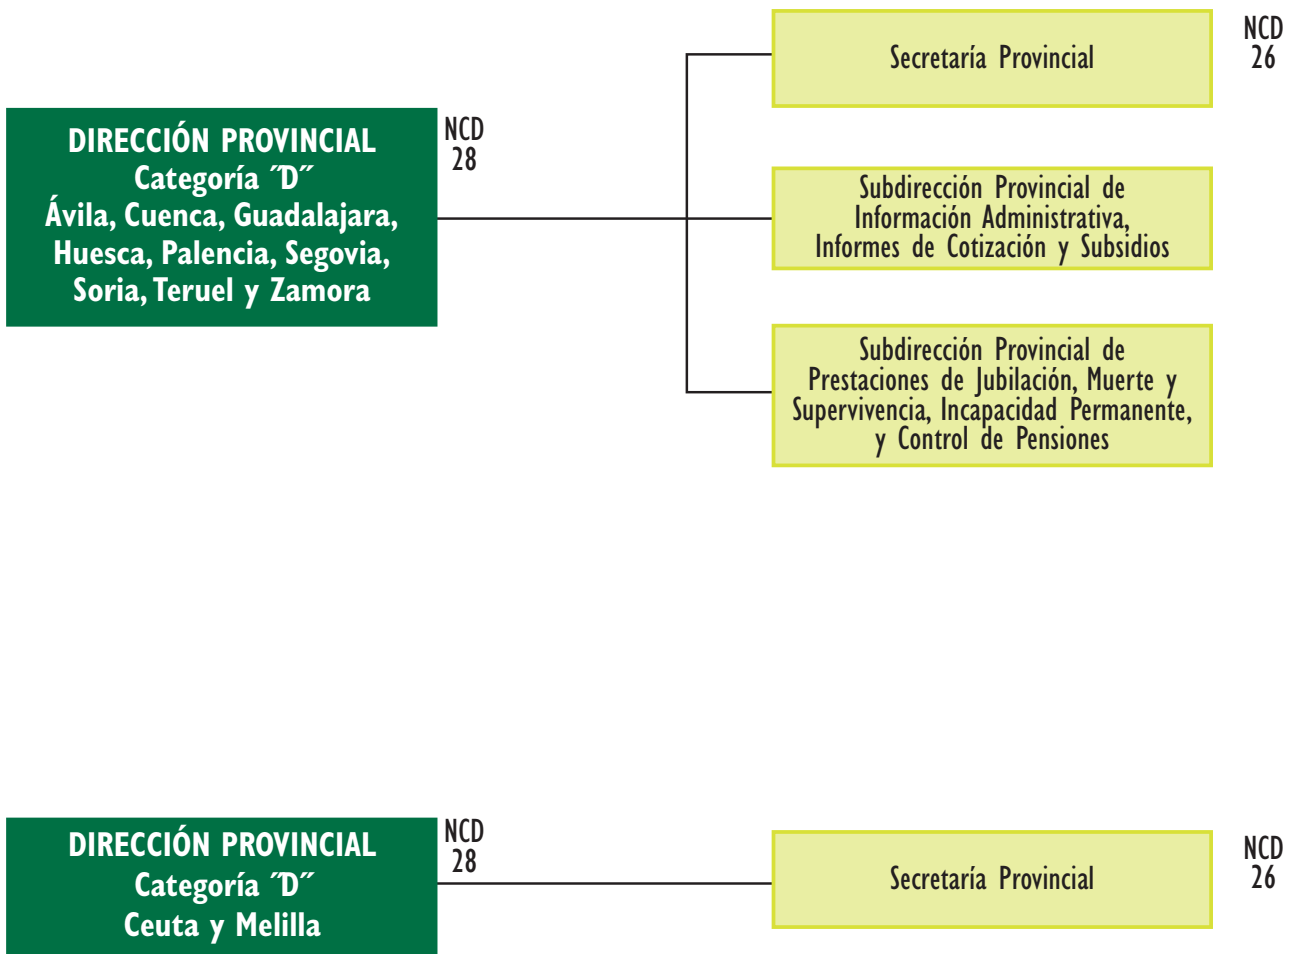 DIRECCIÓN PROVINCIAL
Categoría ˝D˝
Ávila, Cuenca, Guadalajara,
Huesca, Palencia, Segovia,
Soria, Teruel y Zamora
NCD
28
Secretaría Provincial
NCD
26
Subdirección Provincial de
Información Administrativa,
Informes de Cotización y Subsidios
Subdirección Provincial de
Prestaciones de Jubilación, Muerte y
Supervivencia, Incapacidad Permanente,
y Control de Pensiones
DIRECCIÓN PROVINCIAL
Categoría ˝D˝
Ceuta y Melilla
NCD
28
Secretaría Provincial
NCD
26